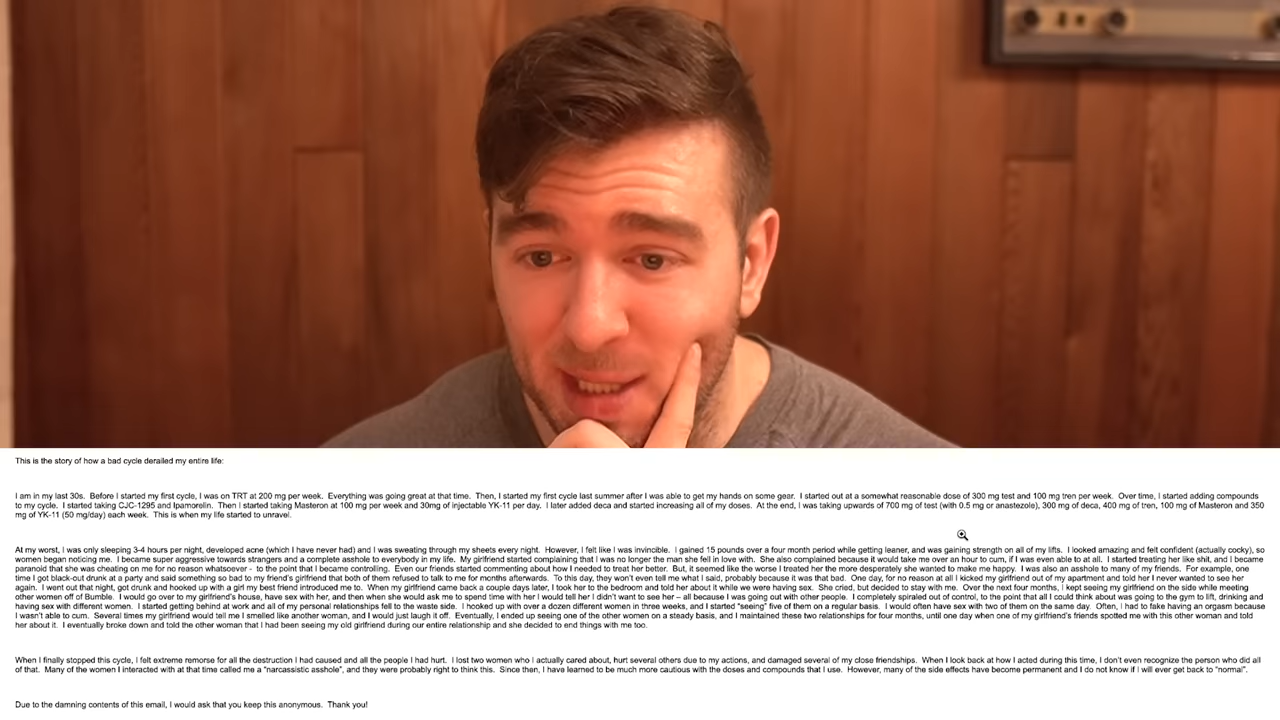 This is the story of how a bad cycle derailed my entire life:
I am in my last 30s. Before I started my first cycle, I was on TRT at 200 mg per week. Everything was going great at that time. Then, I started my first cycle last summer after I was able to get my hands on some gear. I started out at a somewhat reasonable dose of 300 mg test and 100 mg tren per week. Over time, I started adding compounds
to my cycle. I started taking CJC-1295 and Ipamorelin. Then I started taking Masteron at 100 mg per week and 30mg of injectable YK-11 per day. I later added deca and started increasing all of my doses. At the end, I was taking upwards of 700 mg of test (with 0.5 mg or anastezole), 300 mg of deca, 400 mg of tren, 100 mg of Masteron and 350
mg of YK-11 (50 mg/day) each week. This is when my life started to unravel.
At my worst, I was only sleeping 3-4 hours per night, developed acne (which I have never had) and I was sweating through my sheets every night. However, I felt like I was invincible. I gained 15 pounds over a four month period while getting leaner, and was gaining strength on all of my lifts. I looked amazing and felt confident (actually cocky), so
women began noticing me. I became super aggressive towards strangers and a complete asshole to everybody in my life. My girlfriend started complaining that I was no longer the man she fell in love with. She also complained because it would take me over an hour to cum, if I was even able to at all. I started treating her like shit, and I became
paranoid that she was cheating on me for no reason whatsoever - to the point that I became controlling. Even our friends started commenting about how I needed to treat her better. But, it seemed like the worse I treated her the more desperately she wanted to make me happy. I was also an asshole to many of my friends. For example, one
time I got black-out drunk at a party and said something so bad to my friend's girlfriend that both of them refused to talk to me for months afterwards. To this day, they won't even tell me what I said, probably because it was that bad. One day, for no reason at all I kicked my girlfriend out of my apartment and told her I never wanted to see her
again. I went out that night, got drunk and hooked up with a girl my best friend introduced me to. When my girlfriend came back a couple days later, I took her to the bedroom and told her about it while we were having sex. She cried, but decided to stay with me. Over the next four months, I kept seeing my girlfriend on the side while meeting
other women off of Bumble. I would go over to my girlfriend's house, have sex with her, and then when she would ask me to spend time with her I would tell her I didn't want to see her – all because I was going out with other people. I completely spiraled out of control, to the point that all I could think about was going to the gym to lift, drinking and
having sex with different women. I started getting behind at work and all of my personal relationships fell to the waste side. I hooked up with over a dozen different women in three weeks, and I started "seeing" five of them on a regular basis. I would often have sex with two of them on the same day. Often, I had to fake having an orgasm because
I wasn't able to cum. Several times my girlfriend would tell me I smelled like another woman, and I would just laugh it off. Eventually, I ended up seeing one of the other women on a steady basis, and I maintained these two relationships for four months, until one day when one of my girlfriend's friends spotted me with this other woman and told
her about it. I eventually broke down and told the other woman that I had been seeing my old girlfriend during our entire relationship and she decided to end things with me too.
When I finally stopped this cycle, I felt extreme remorse for all the destruction I had caused and all the people I had hurt. I lost two women who I actually cared about, hurt several others due to my actions, and damaged several of my close friendships. When I look back at how I acted during this time, I don't even recognize the person who did all
of that. Many of the women I interacted with at that time called me a "narcissistic asshole", and they were probably right to think this. Since then, I have learned to be much more cautious with the doses and compounds that I use. However, many of the side effects have become permanent and I do not know if I will ever get back to "normal".
Due to the damning contents of this email, I would ask that you keep this anonymous. Thank you!